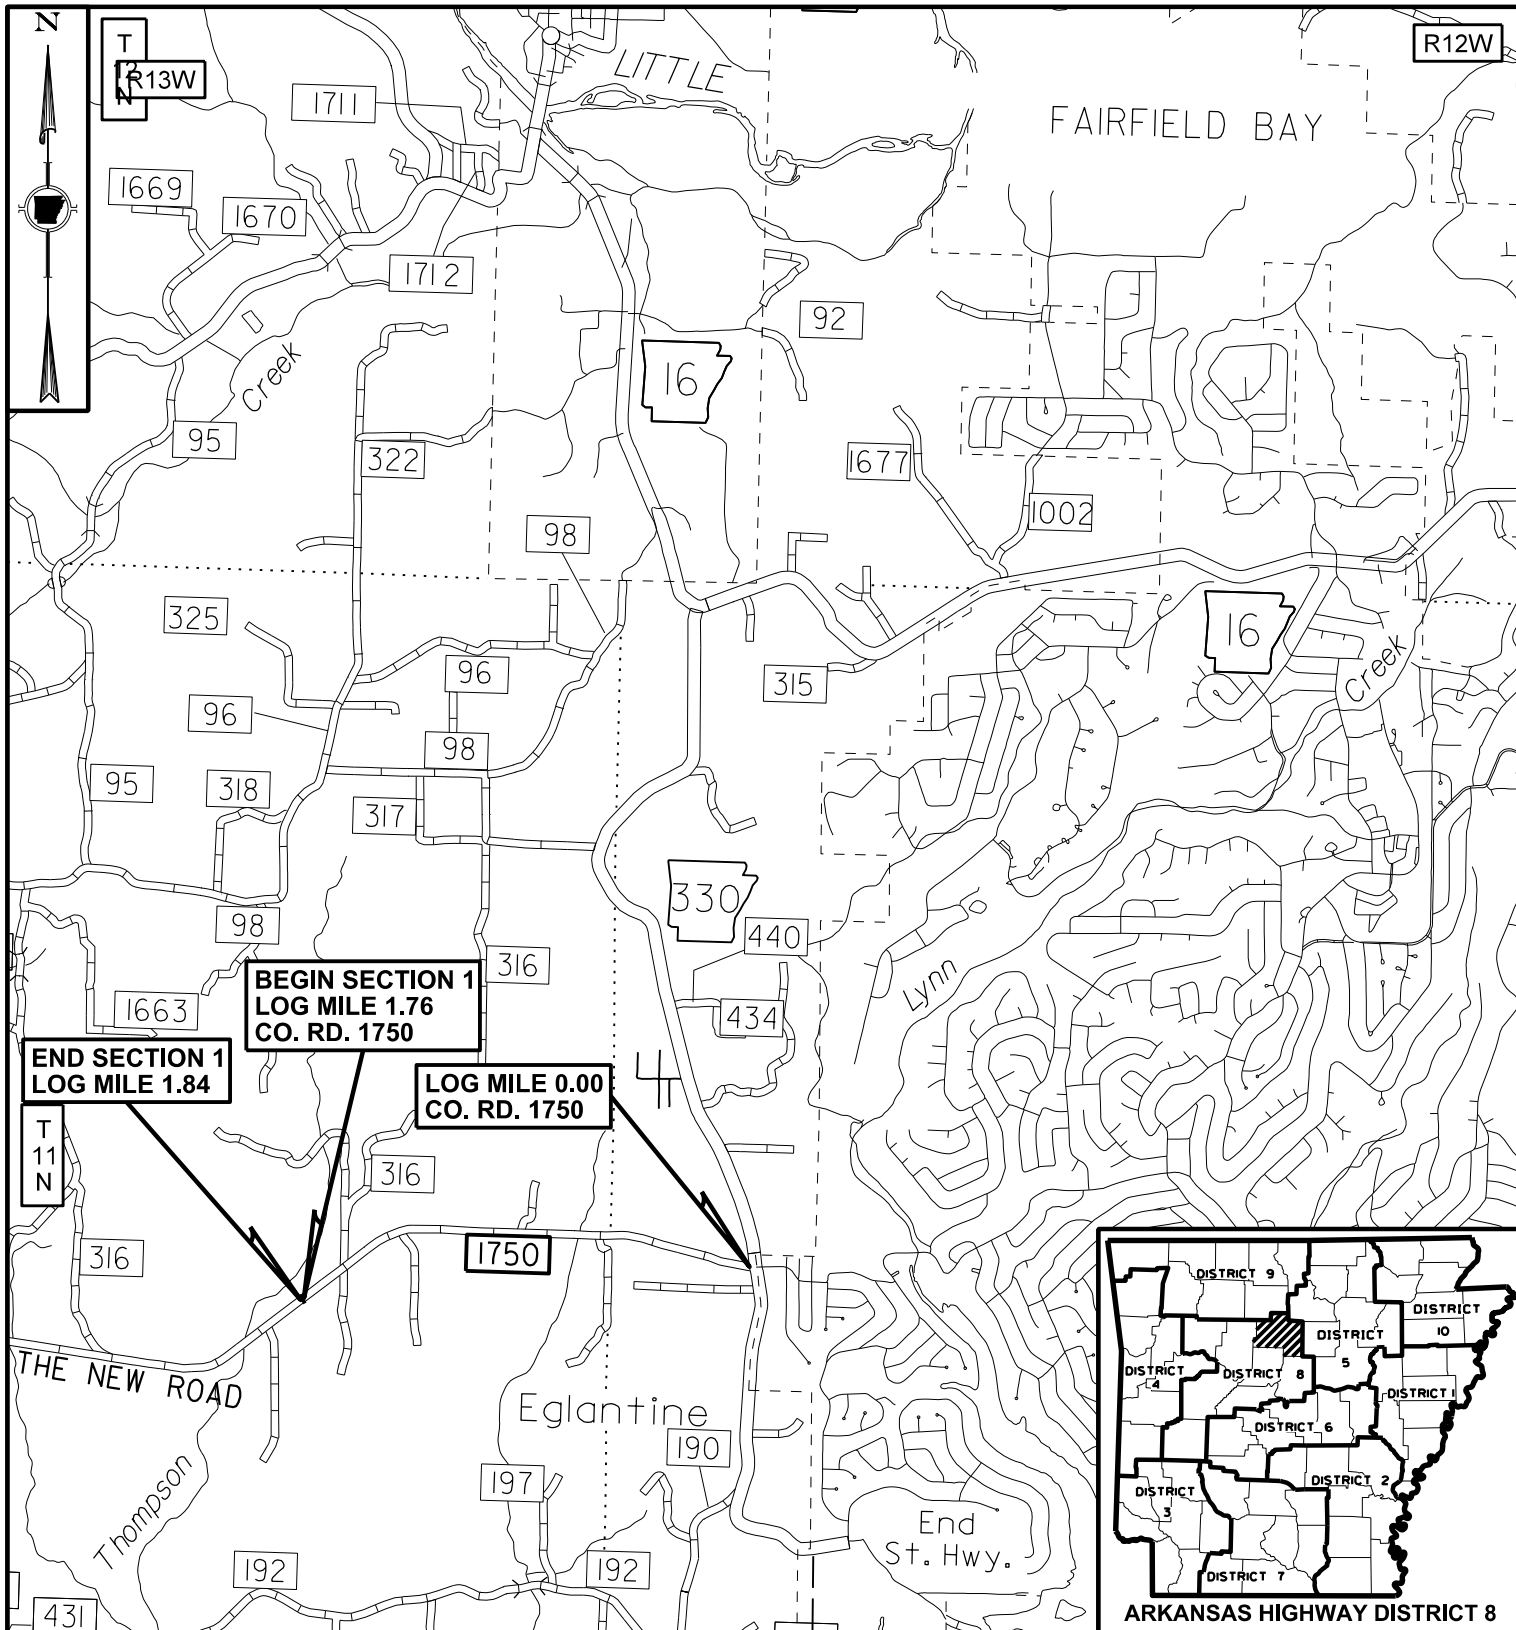 N
T
12
N
R13W
R12W
LITTLE
FAIRFIELD BAY
1711
1669
1670
1712
92
16
Creek
95
322
1677
1002
98
325
96
16
315
Creek
96
98
95
318
317
330
98
440
316
Lynn
1663
434
BEGIN SECTION 1
LOG MILE 1.76
CO. RD. 1750
END SECTION 1
LOG MILE 1.84
LOG MILE 0.00
CO. RD. 1750
T
11
N
316
316
1750
THE NEW ROAD
Eglantine
190
197
Thompson
End
St. Hwy.
192
192
431
DISTRICT 9
DISTRICT
10
DISTRICT
5
DISTRICT
4
DISTRICT 8
DISTRICT 1
DISTRICT 6
DISTRICT 2
DISTRICT
3
DISTRICT 7
ARKANSAS HIGHWAY DISTRICT 8